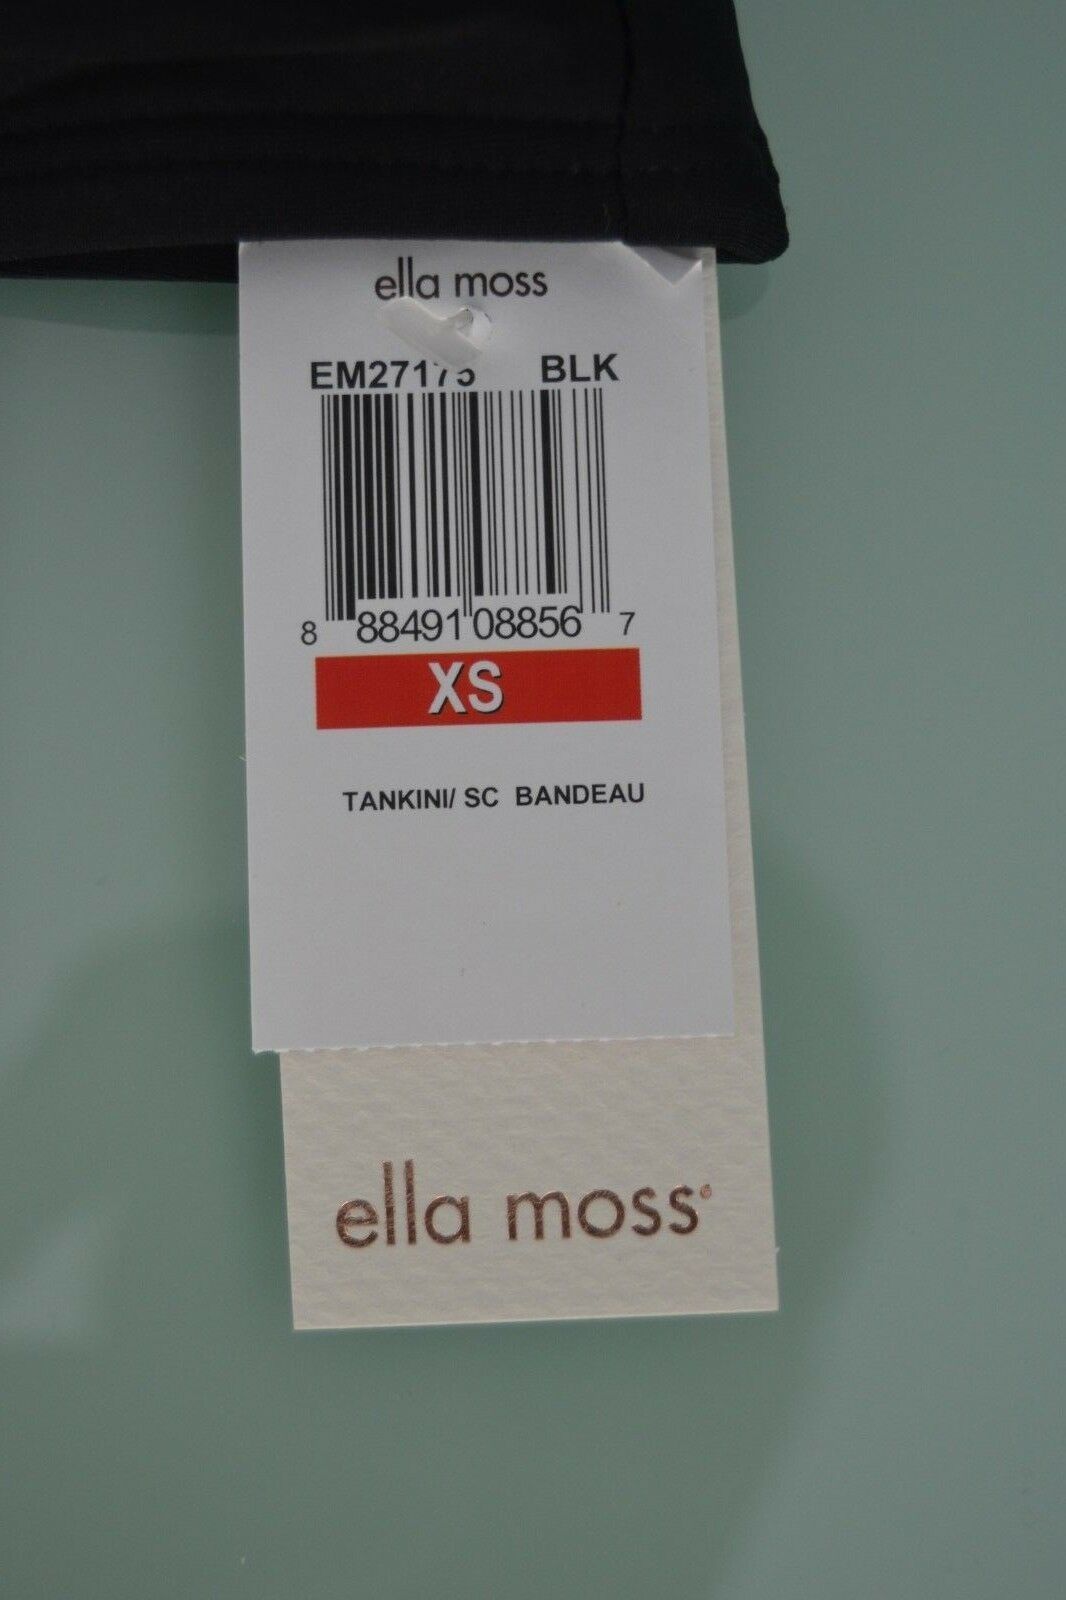 ella moss
EM27175 BLK
8 88491 08856 7
XS
TANKINI/ SC BANDEAU
ella moss®